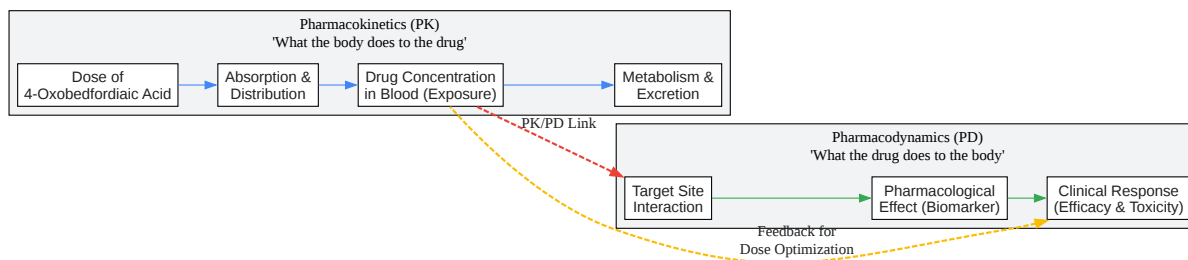 Pharmacokinetics (PK)
'What the body does to the drug'
Dose of
4-Oxobedfordiaic Acid
Absorption &
Distribution
Drug Concentration
in Blood (Exposure)
Metabolism &
Excretion
PK/PD Link
Pharmacodynamics (PD)
'What the drug does to the body'
Target Site
Interaction
Pharmacological
Effect (Biomarker)
Clinical Response
(Efficacy & Toxicity)
Feedback for
Dose Optimization